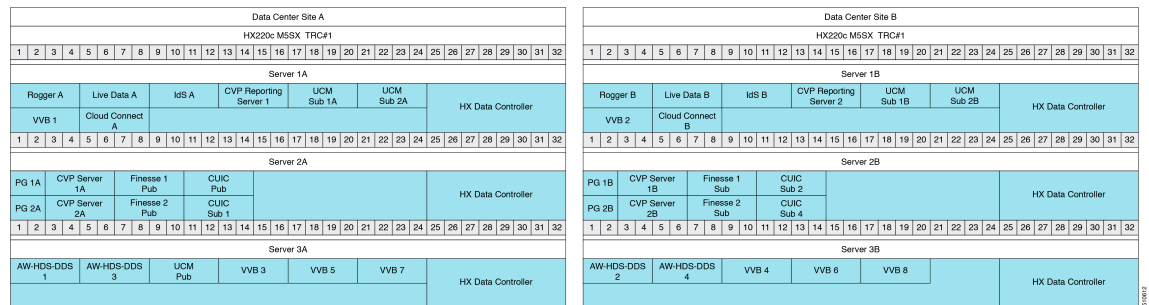 Data Center Site A
HX220c M5SX TRC#1
1 2 3 4 5 6 7 8 9 10 11 12 13 14 15 16 17 18 19 20 21 22 23 24 25 26 27 28 29 30 31 32
Server 1A
Rogger A
Live Data A
IdS A
CVP Reporting
Server 1
UCM
Sub 1A
UCM
Sub 2A
HX Data Controller
VVB 1
Cloud Connect
A
1 2 3 4 5 6 7 8 9 10 11 12 13 14 15 16 17 18 19 20 21 22 23 24 25 26 27 28 29 30 31 32
Server 2A
PG 1A
CVP Server
1A
Finesse 1
Pub
CUIC
Pub
HX Data Controller
PG 2A
CVP Server
2A
Finesse 2
Pub
CUIC
Sub 1
1 2 3 4 5 6 7 8 9 10 11 12 13 14 15 16 17 18 19 20 21 22 23 24 25 26 27 28 29 30 31 32
Server 3A
AW-HDS-DDS
1
AW-HDS-DDS
3
UCM
Pub
VVB 3
VVB 5
VVB 7
HX Data Controller
Data Center Site B
HX220c M5SX TRC#1
1 2 3 4 5 6 7 8 9 10 11 12 13 14 15 16 17 18 19 20 21 22 23 24 25 26 27 28 29 30 31 32
Server 1B
Rogger B
Live Data B
IdS B
CVP Reporting
Server 2
UCM
Sub 1B
UCM
Sub 2B
HX Data Controller
VVB 2
Cloud Connect
B
1 2 3 4 5 6 7 8 9 10 11 12 13 14 15 16 17 18 19 20 21 22 23 24 25 26 27 28 29 30 31 32
Server 2B
PG 1B
CVP Server
1B
Finesse 1
Sub
CUIC
Sub 2
HX Data Controller
PG 2B
CVP Server
2B
Finesse 2
Sub
CUIC
Sub 4
1 2 3 4 5 6 7 8 9 10 11 12 13 14 15 16 17 18 19 20 21 22 23 24 25 26 27 28 29 30 31 32
Server 3B
AW-HDS-DDS
2
AW-HDS-DDS
4
VVB 4
VVB 6
VVB 8
HX Data Controller
510612